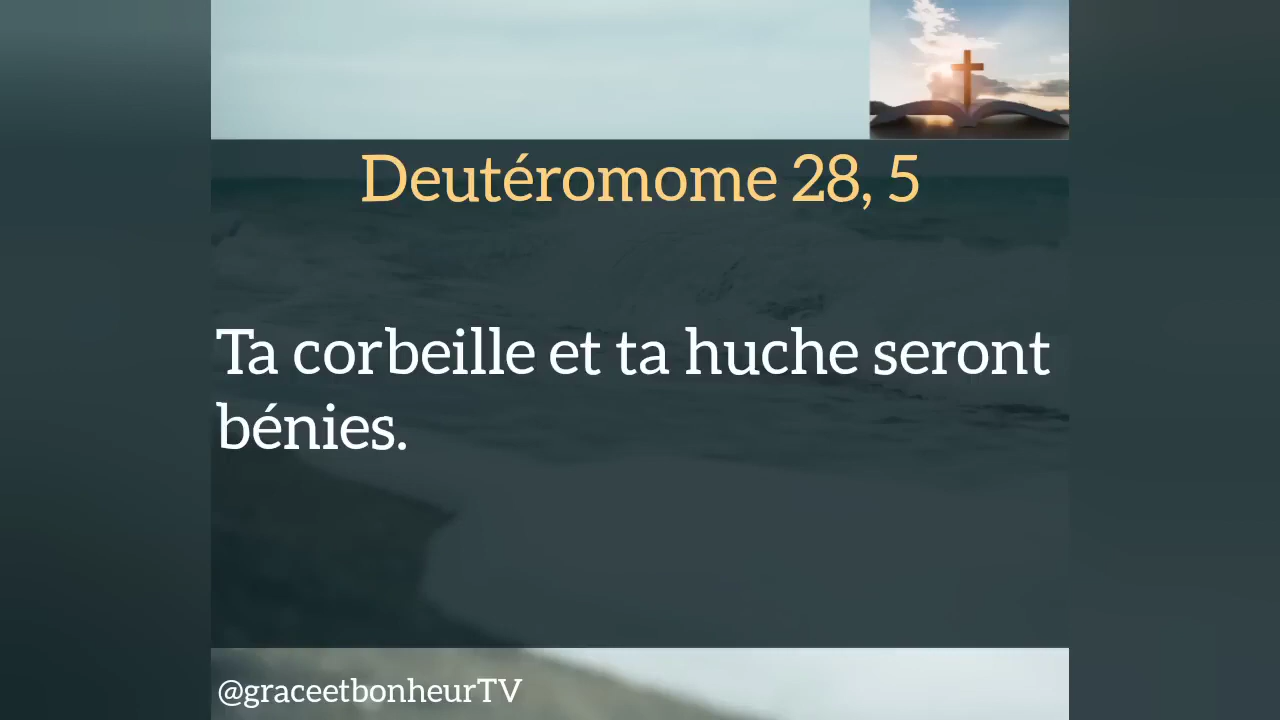 Deutéromome 28, 5
Ta corbeille et ta huche seront
bénies.
@graceetbonheurTV